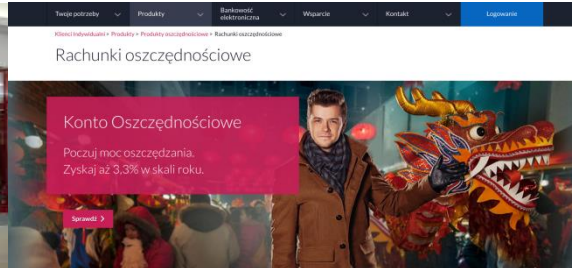 Twoje potrzeby
Produkty
Bankowość
elektroniczna
Wsparcie
Kontakt
Logowanie
Klienci Indywidualni > Produkty > Produkty oszczędnościowe > Rachunki oszczędnościowe
Rachunki oszczędnościowe
Konto Oszczędnościowe
Poczuj moc oszczędzania.
Zyskaj aż 3,3% w skali roku.
Sprawdź >